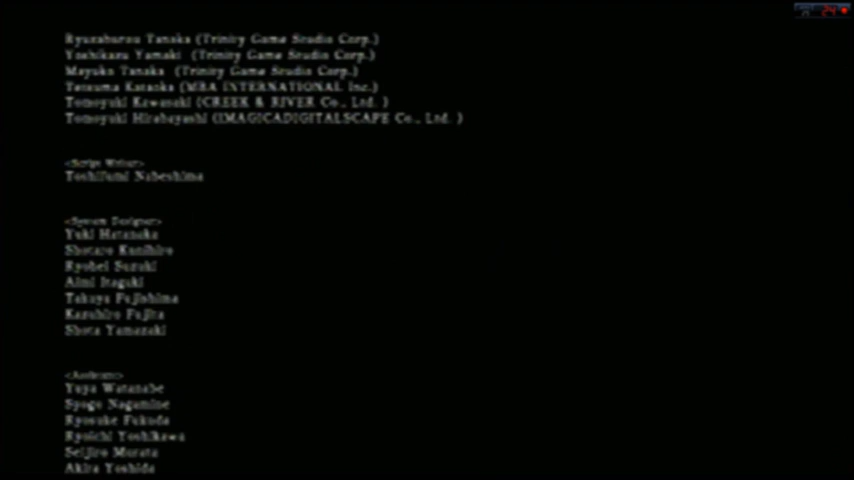 Ryuzaburou Tanaka (Trinity Game Studio Corp.)
Yoshikazu Yamaki (Trinity Game Studio Corp.)
Mayuko Tanaka (Trinity Game Studio Corp.)
Tetsuma Kataoka (MBA INTERNATIONAL Inc.)
Tomoyuki Kawasaki (CREEK & RIVER Co., Ltd. )
Tomoyuki Hirabayashi (IMAGICADIGITALSCAPE Co., Ltd. )
<Script Writer>
Toshifumi Nabeshima
<System Designer>
Yuki Hatanaka
Shotaro Kunihiro
Ryohei Suzuki
Aimi Itagaki
Takuya Fujishima
Kazuhiro Fujita
Shota Yamazaki
Yuya Watanabe
Syogo Nagamine
Ryosuke Fukuda
Ryoichi Yoshikawa
Seijiro Murata
Akira Yoshida
24